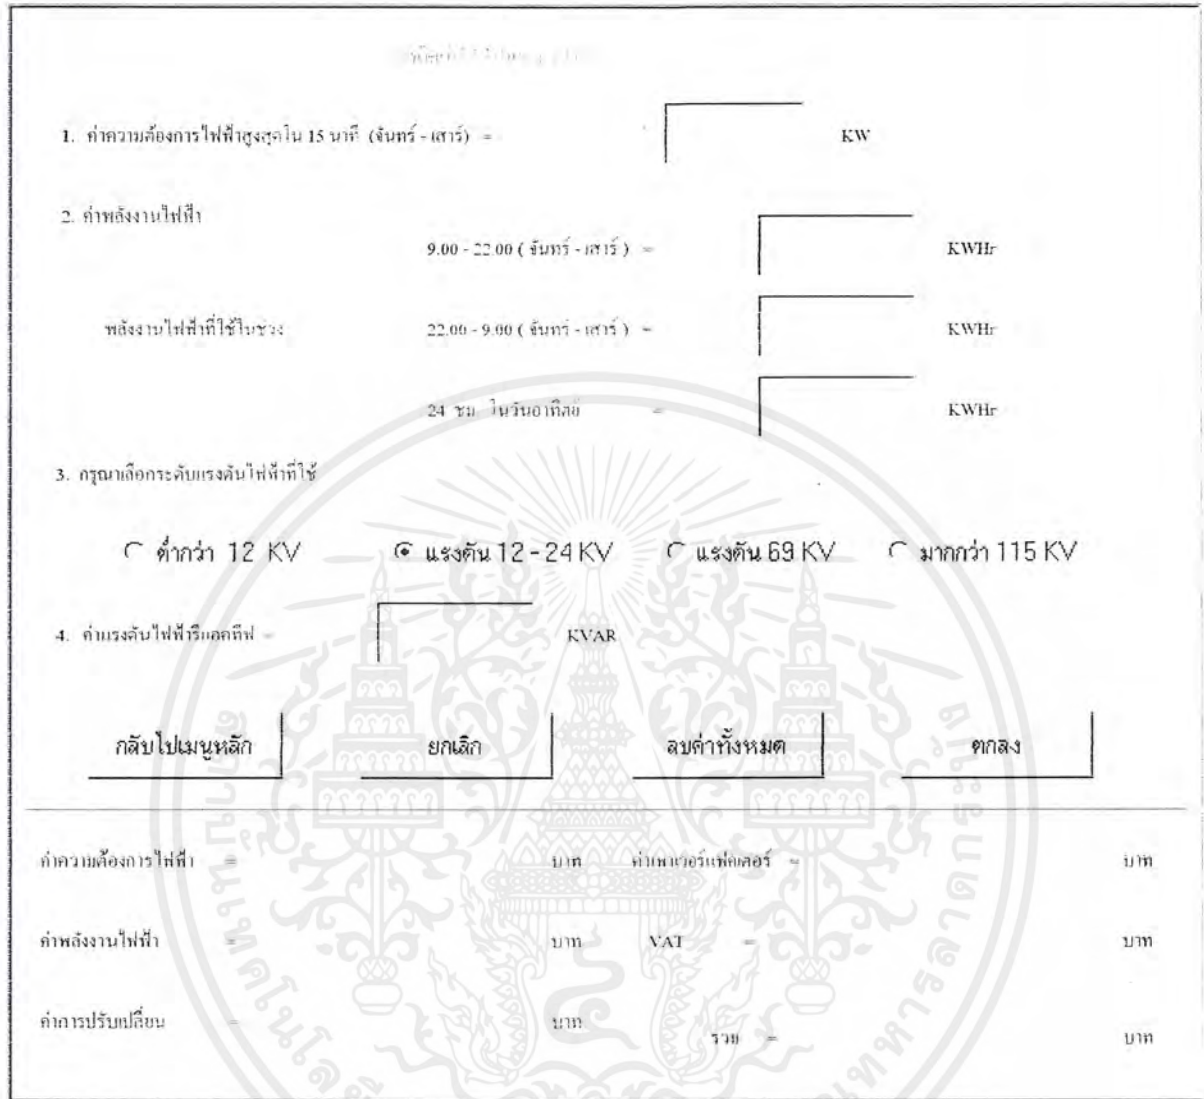 1. ค่าความต้องการไฟฟ้าสูงสุดใน 15 นาที (จันทร์ - เสาร์) = KW
2. ค่าพลังงานไฟฟ้า
9.00 - 22.00 ( จันทร์ - เสาร์ ) = KWHr
พลังงานไฟฟ้าที่ใช้ในช่วง 22.00 - 9.00 ( จันทร์ - เสาร์ ) = KWHr
24 ชม. ในวันอาทิตย์ = KWHr
3. กรุณาเลือกระดับแรงดันไฟฟ้าที่ใช้
ต่ำกว่า 12 KV แรงดัน 12 - 24 KV แรงดัน 69 KV มากกว่า 115 KV
4. ค่าแรงดันไฟฟ้ารีแอคทีฟ = KVAR
กลับไปเมนูหลัก ยกเลิก ลบค่าทั้งหมด ตกลง
ค่าความต้องการไฟฟ้า = บาท ค่าเพาเวอร์แฟคเตอร์ = บาท
ค่าพลังงานไฟฟ้า = บาท VAT = บาท
ค่าการปรับเปลี่ยน = บาท รวม = บาท